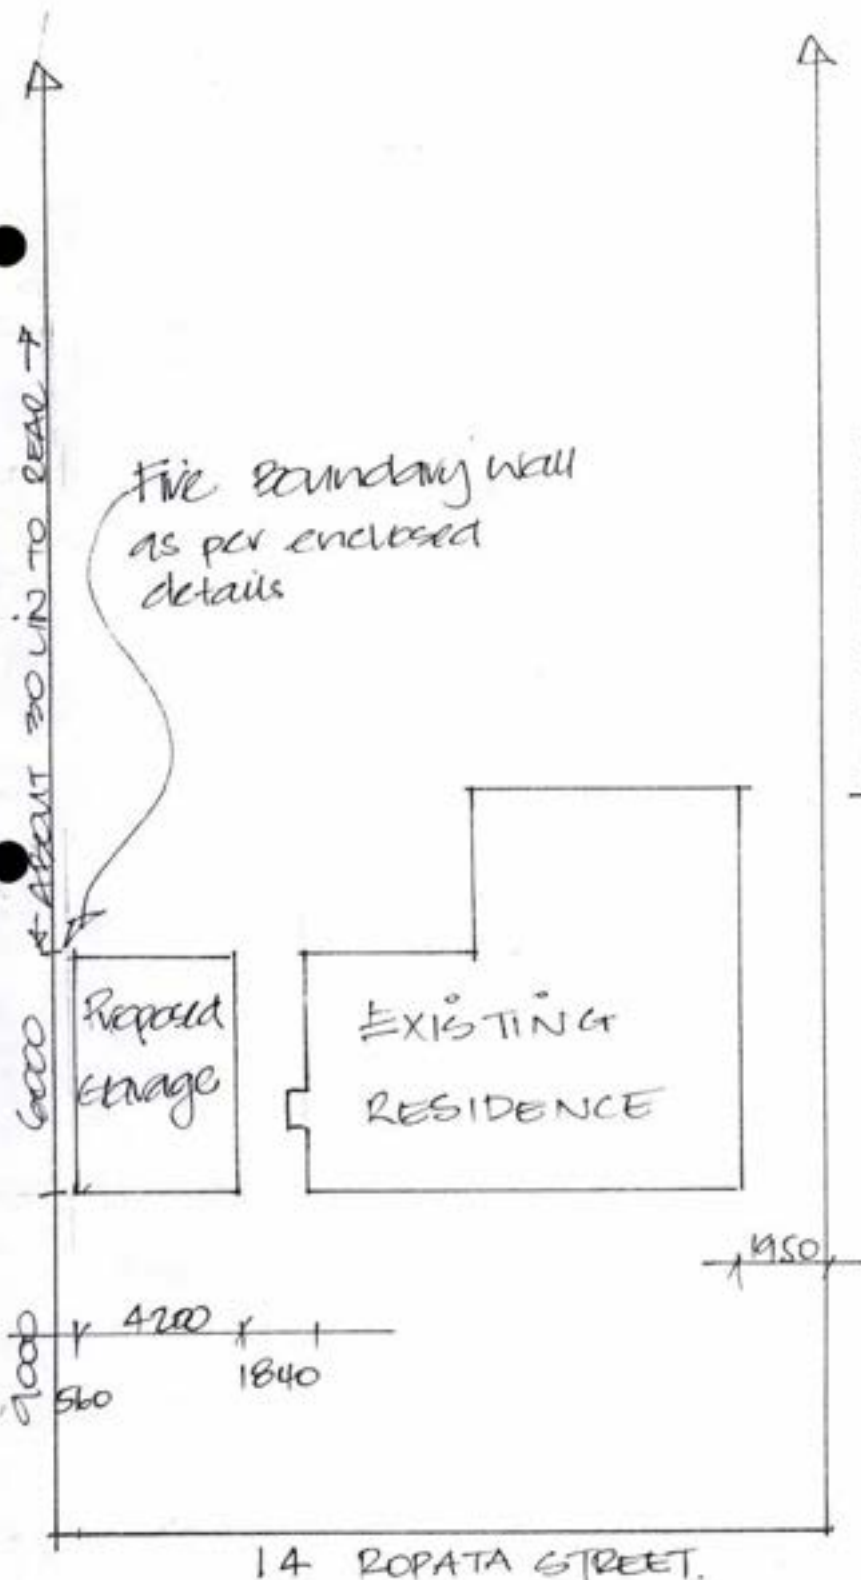 ← ABOUT 30 LIN TO REAR →
Fire Boundary Wall
as per enclosed
details
Proposed
Garage
EXISTING
RESIDENCE
6000
1950
4200
9000
1840
560
14 ROPATA STREET.